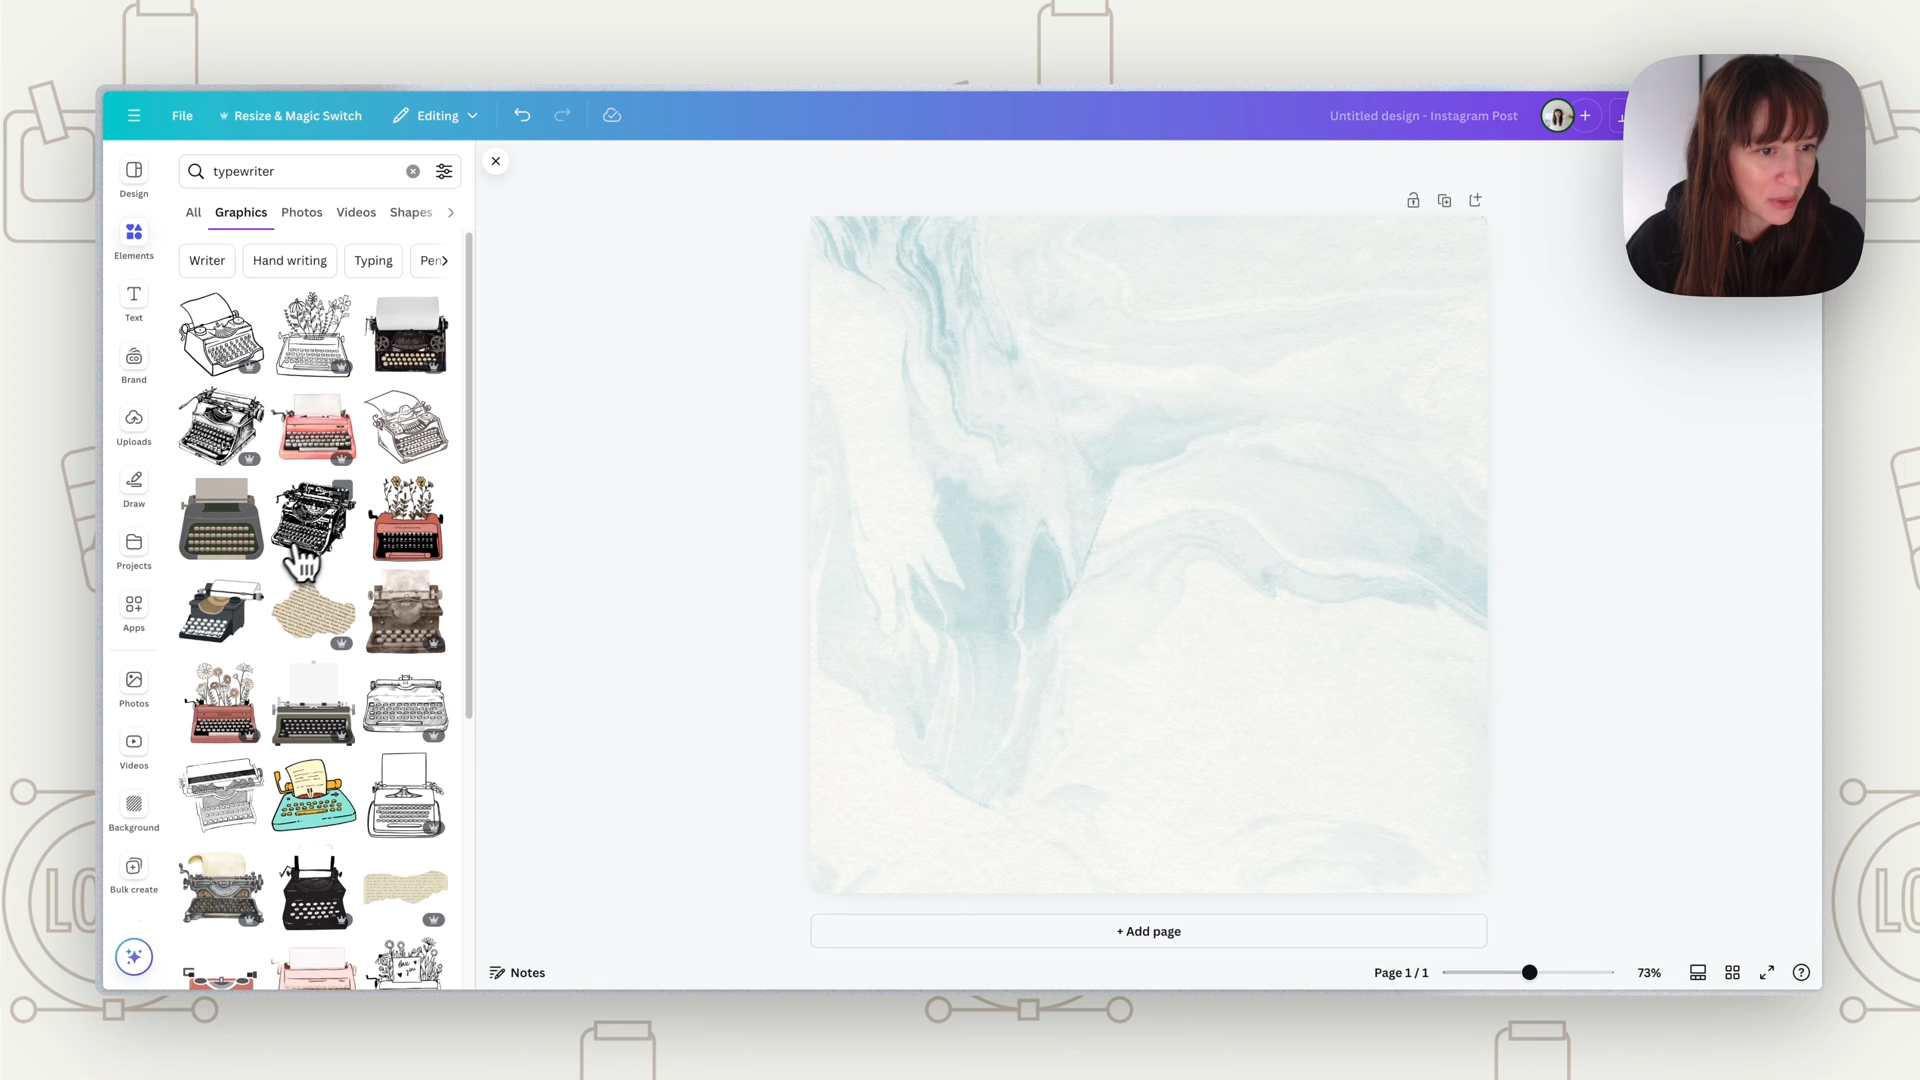 File
Resize & Magic Switch
Editing
Untitled design - Instagram Post
typewriter
All
Graphics
Photos
Videos
Shapes
Writer
Hand writing
Typing
Pen
Design
Elements
Text
Brand
Uploads
Draw
Projects
Apps
Photos
Videos
Background
Bulk create
+ Add page
Notes
Page 1 / 1
73%
LO
LO